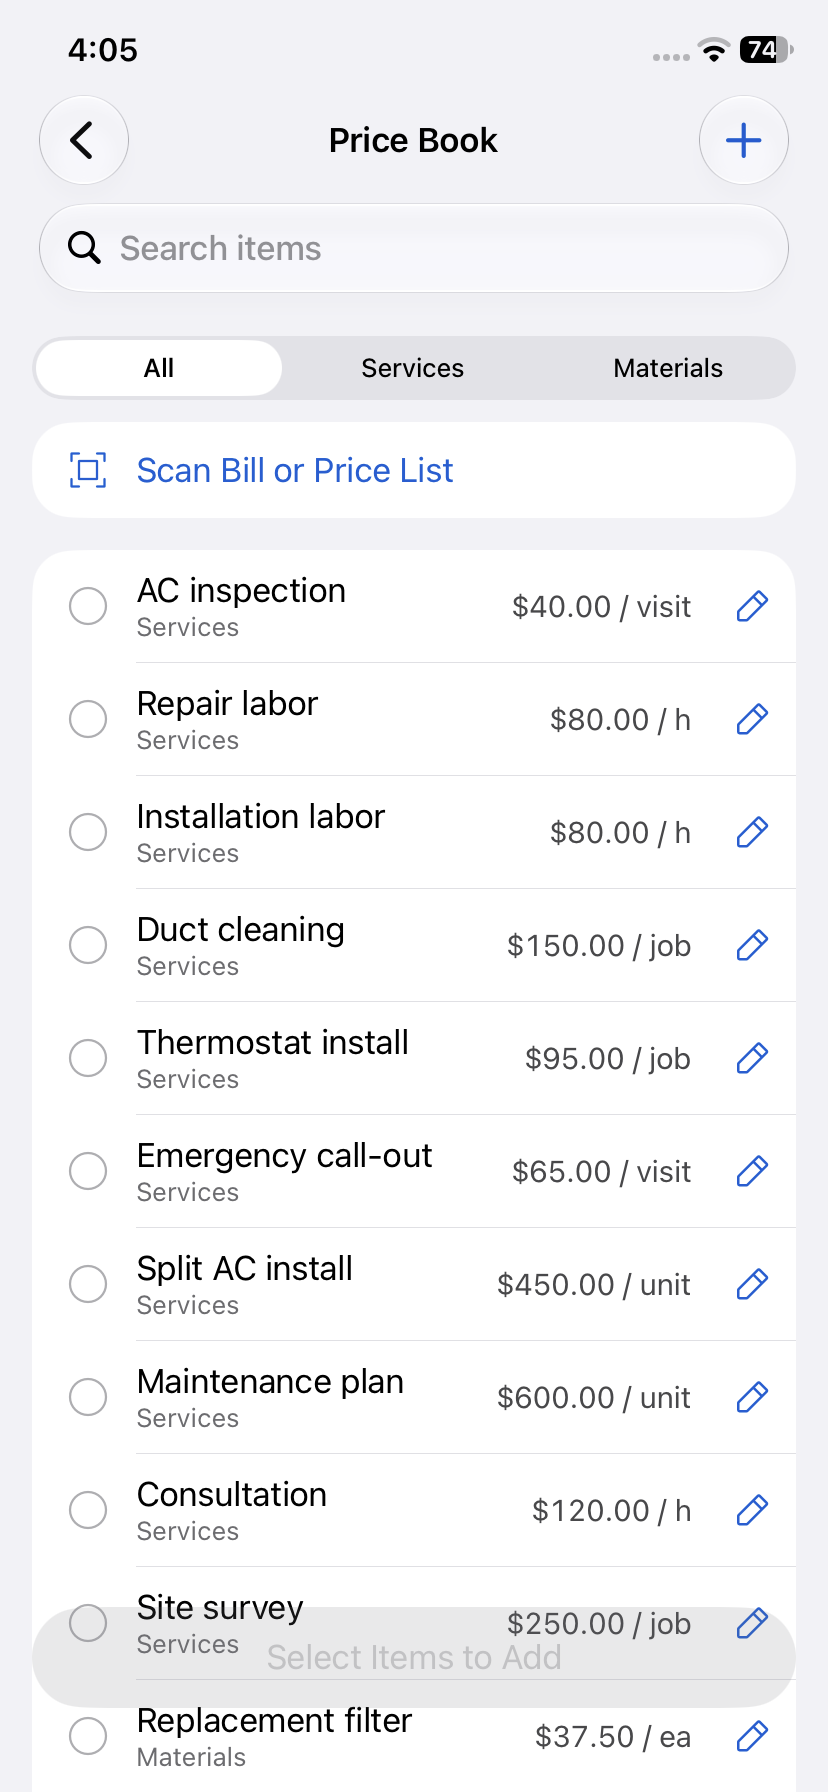 4:05
74
Price Book
Search items
All
Services
Materials
Scan Bill or Price List
AC inspection
Services
$40.00 / visit
Repair labor
Services
$80.00 / h
Installation labor
Services
$80.00 / h
Duct cleaning
Services
$150.00 / job
Thermostat install
Services
$95.00 / job
Emergency call-out
Services
$65.00 / visit
Split AC install
Services
$450.00 / unit
Maintenance plan
Services
$600.00 / unit
Consultation
Services
$120.00 / h
Site survey
Services
$250.00 / job
Select Items to Add
Replacement filter
Materials
$37.50 / ea